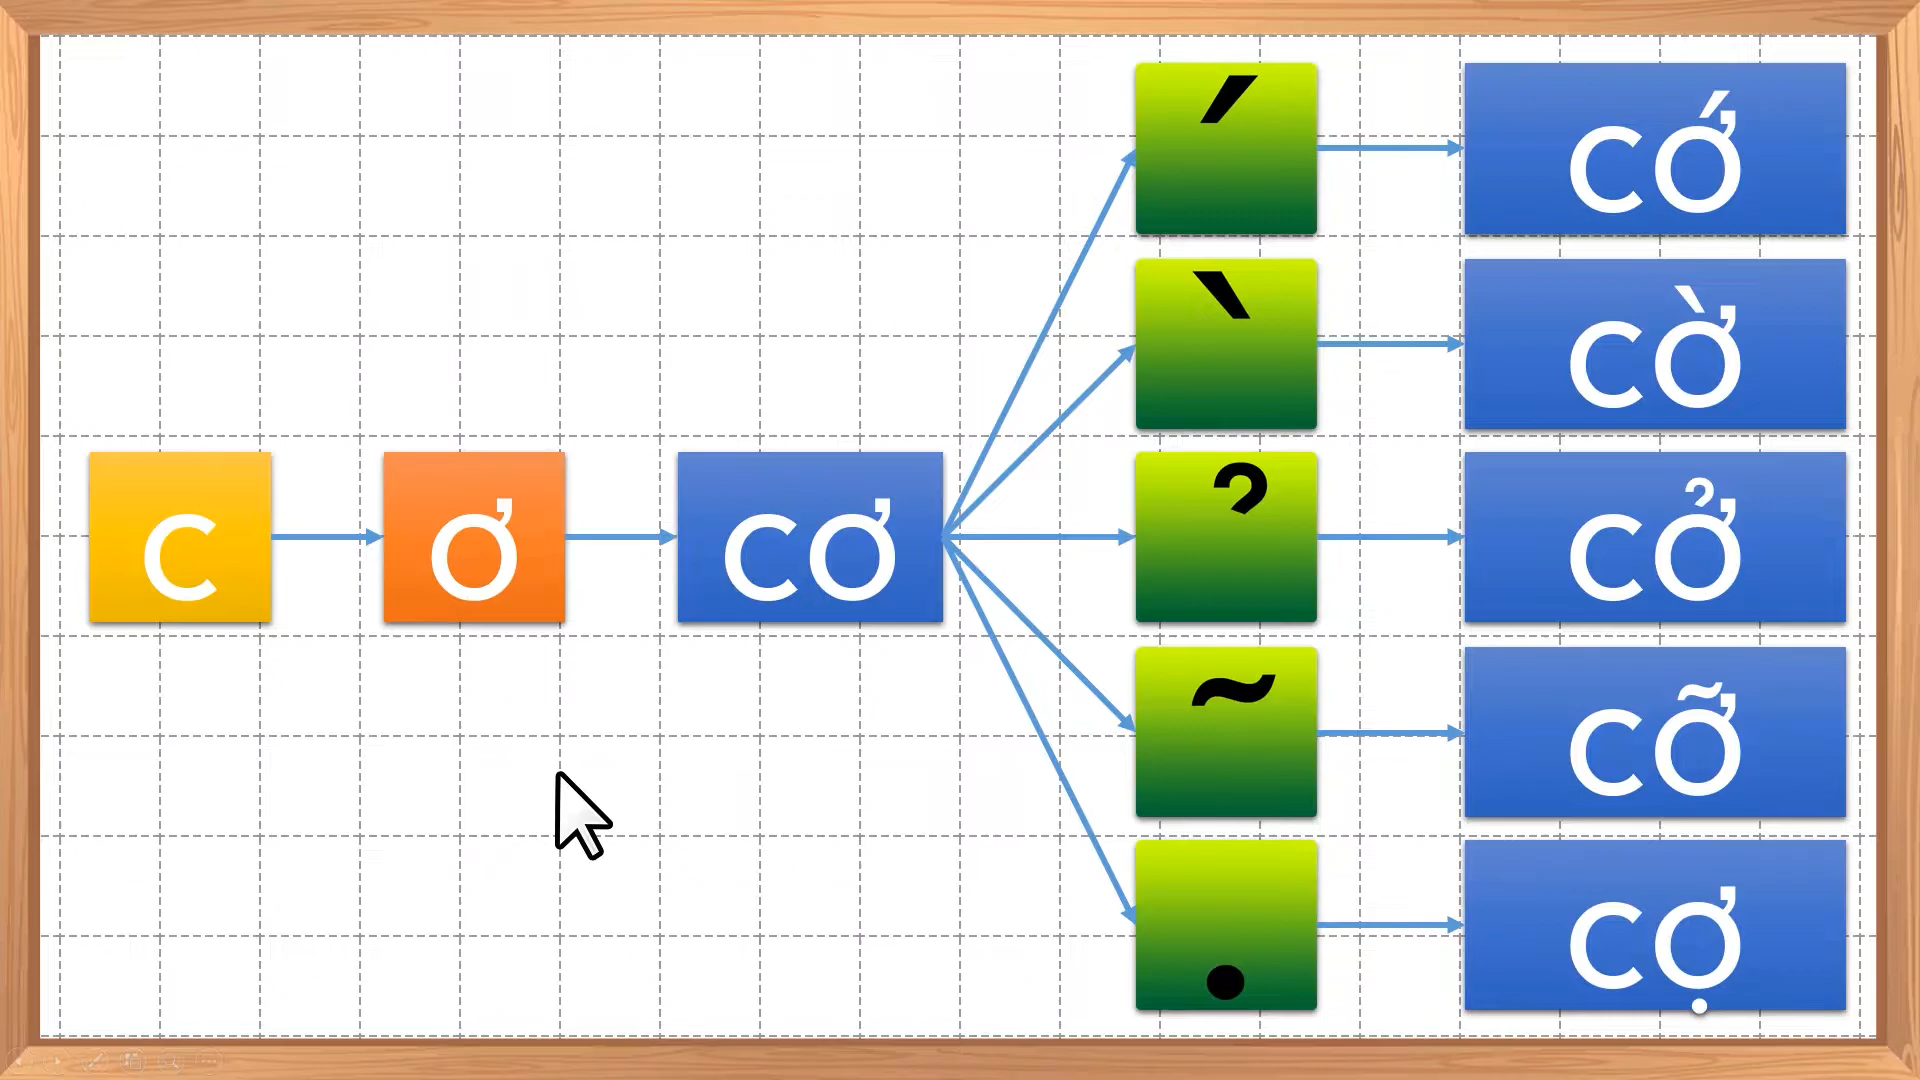 c ơ cơ
´ cớ
` cờ
̉ cở
~ cỡ
. cợ